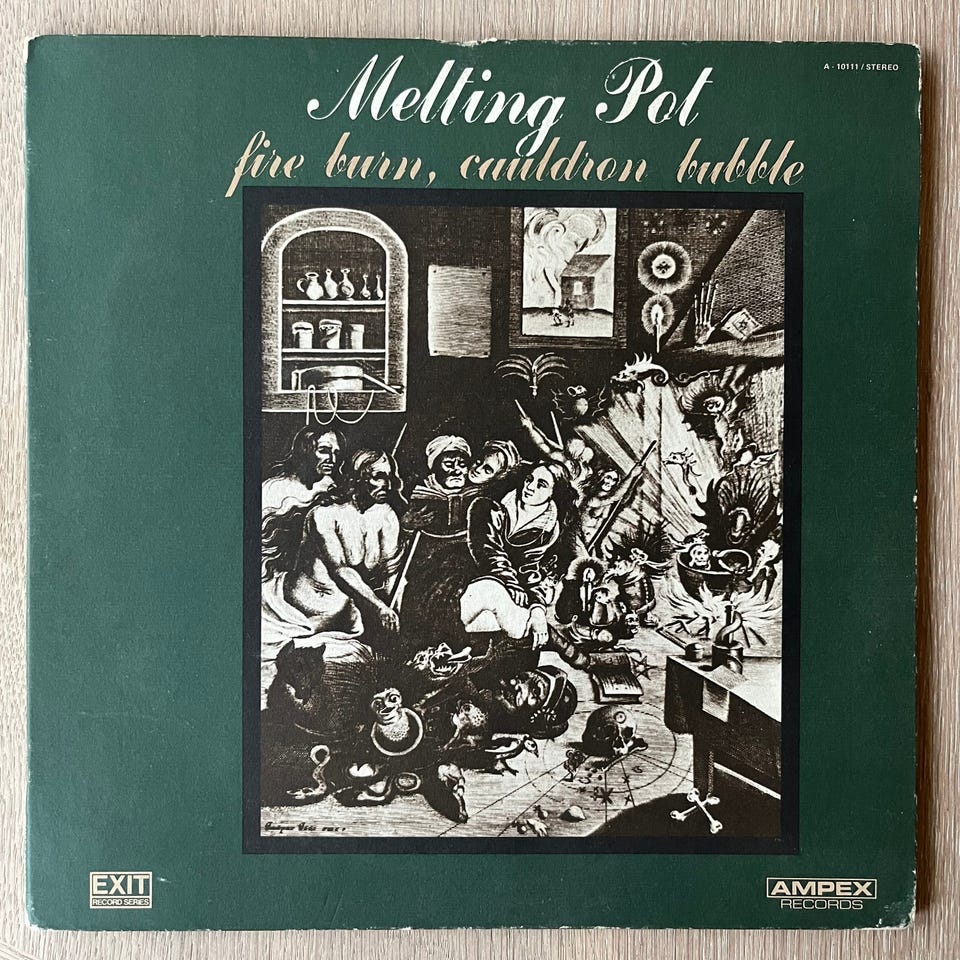 A - 10111 / STEREO
Melting Pot
fire burn, cauldron bubble
EXIT
RECORD SERIES
AMPEX
RECORDS